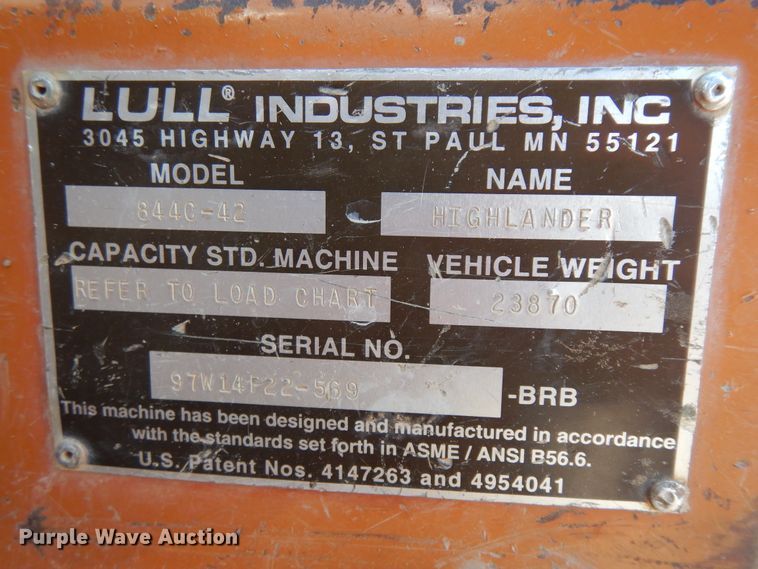 LULL® INDUSTRIES, INC
3045 HIGHWAY 13, ST PAUL MN 55121
MODEL NAME
844C-42 HIGHLANDER
CAPACITY STD. MACHINE VEHICLE WEIGHT
REFER TO LOAD CHART 23870
SERIAL NO.
97W14P22-569 -BRB
This machine has been designed and manufactured in accordance
with the standards set forth in ASME / ANSI B56.6.
U.S. Patent Nos. 4147263 and 4954041
Purple Wave Auction